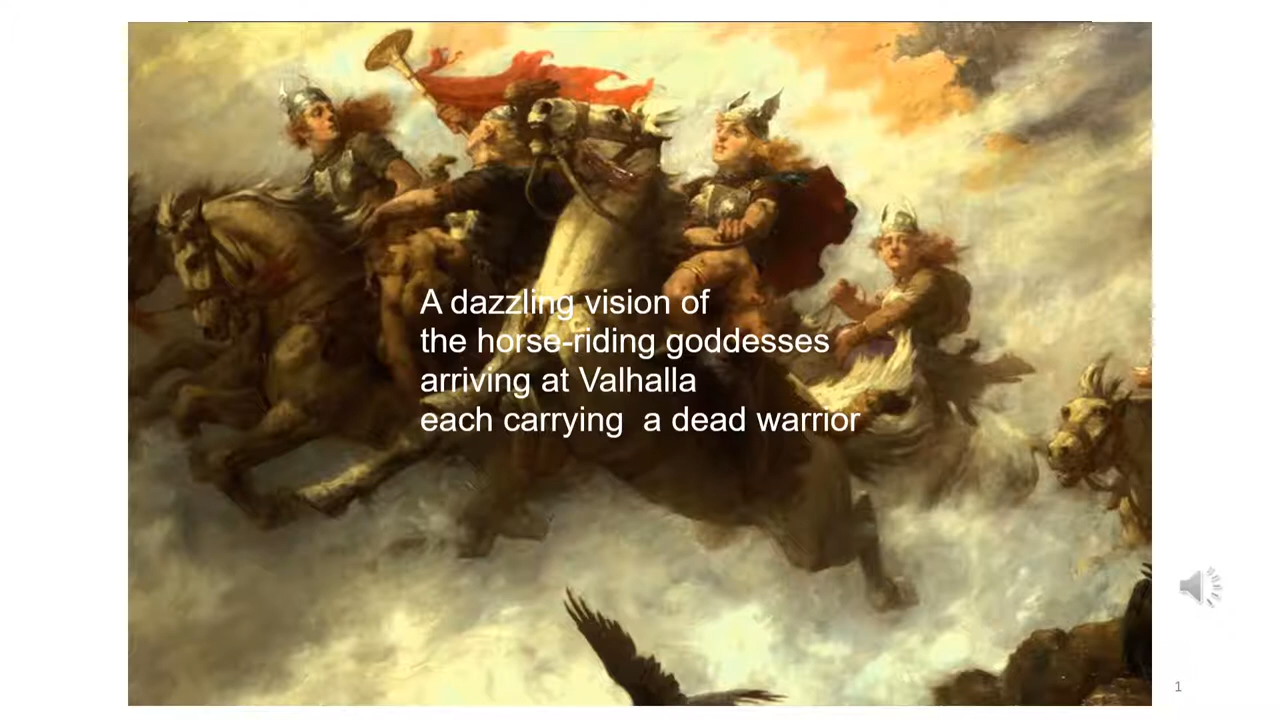 A dazzling vision of
the horse-riding goddesses
arriving at Valhalla
each carrying  a dead warrior
1